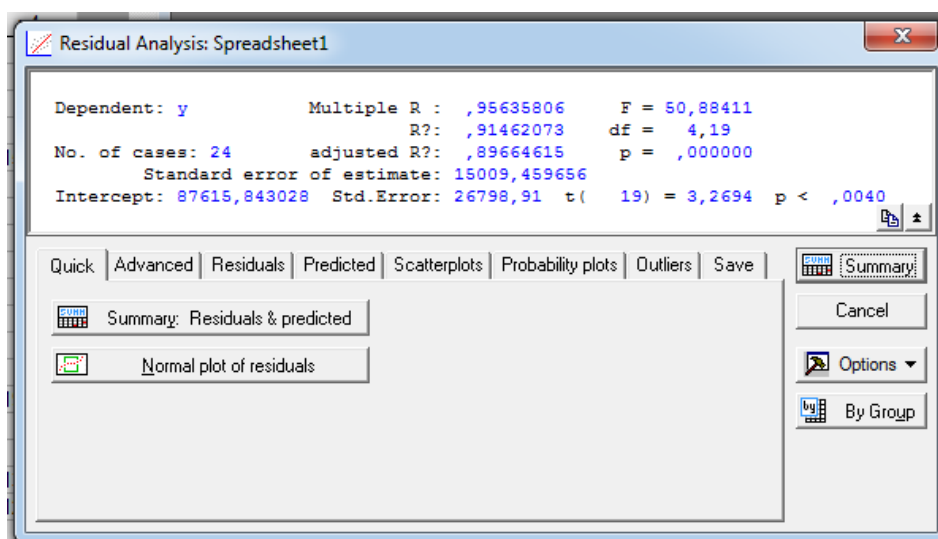 Residual Analysis: Spreadsheet1
Dependent: y Multiple R : ,95635806 F = 50,88411
R?: ,91462073 df = 4,19
No. of cases: 24 adjusted R?: ,89664615 p = ,000000
Standard error of estimate: 15009,459656
Intercept: 87615,843028 Std.Error: 26798,91 t( 19) = 3,2694 p < ,0040
Quick Advanced Residuals Predicted Scatterplots Probability plots Outliers Save
Summary
Summary: Residuals & predicted
Cancel
Normal plot of residuals
Options
By Group